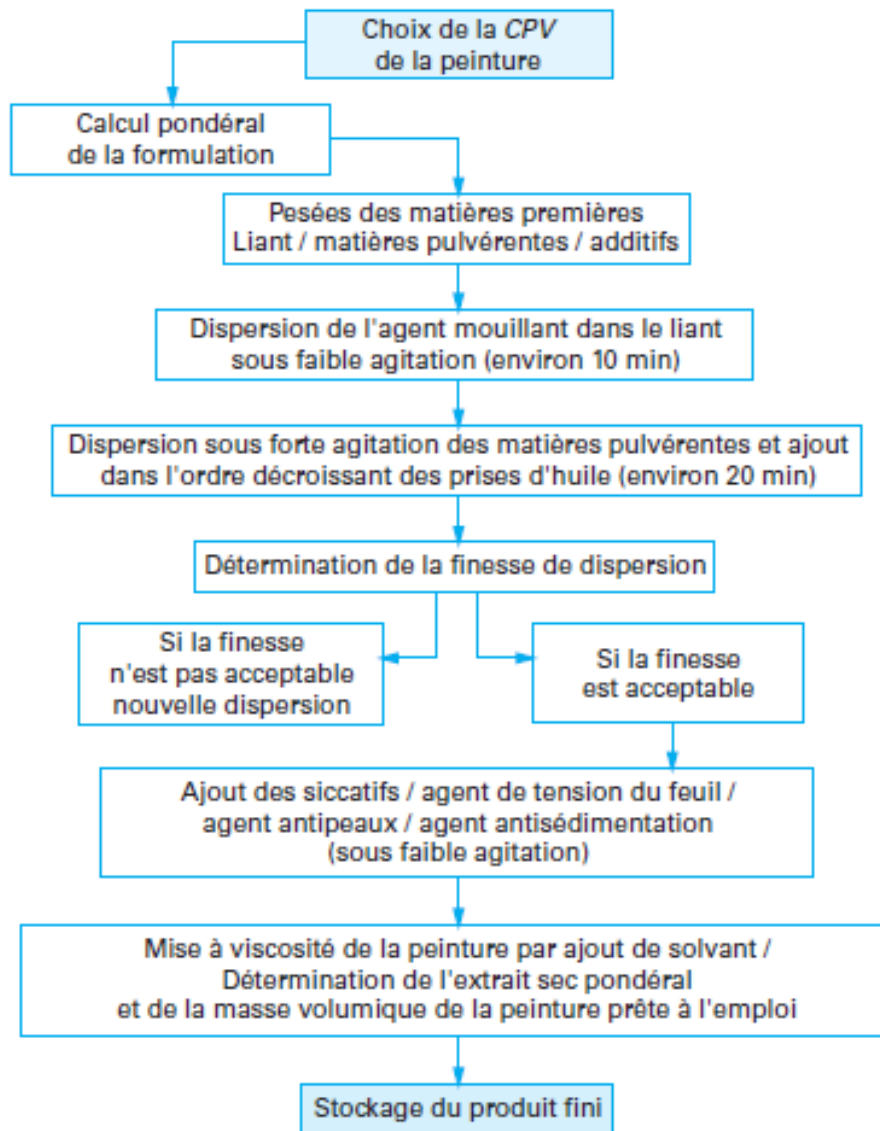 Choix de la CPV
de la peinture
Calcul pondéral
de la formulation
Pesées des matières premières
Liant / matières pulvérentes / additifs
Dispersion de l'agent mouillant dans le liant
sous faible agitation (environ 10 min)
Dispersion sous forte agitation des matières pulvérentes et ajout
dans l'ordre décroissant des prises d'huile (environ 20 min)
Détermination de la finesse de dispersion
Si la finesse
n'est pas acceptable
nouvelle dispersion
Si la finesse
est acceptable
Ajout des siccatifs / agent de tension du feuil /
agent antipeaux / agent antisédimentation
(sous faible agitation)
Mise à viscosité de la peinture par ajout de solvant /
Détermination de l'extrait sec pondéral
et de la masse volumique de la peinture prête à l'emploi
Stockage du produit fini